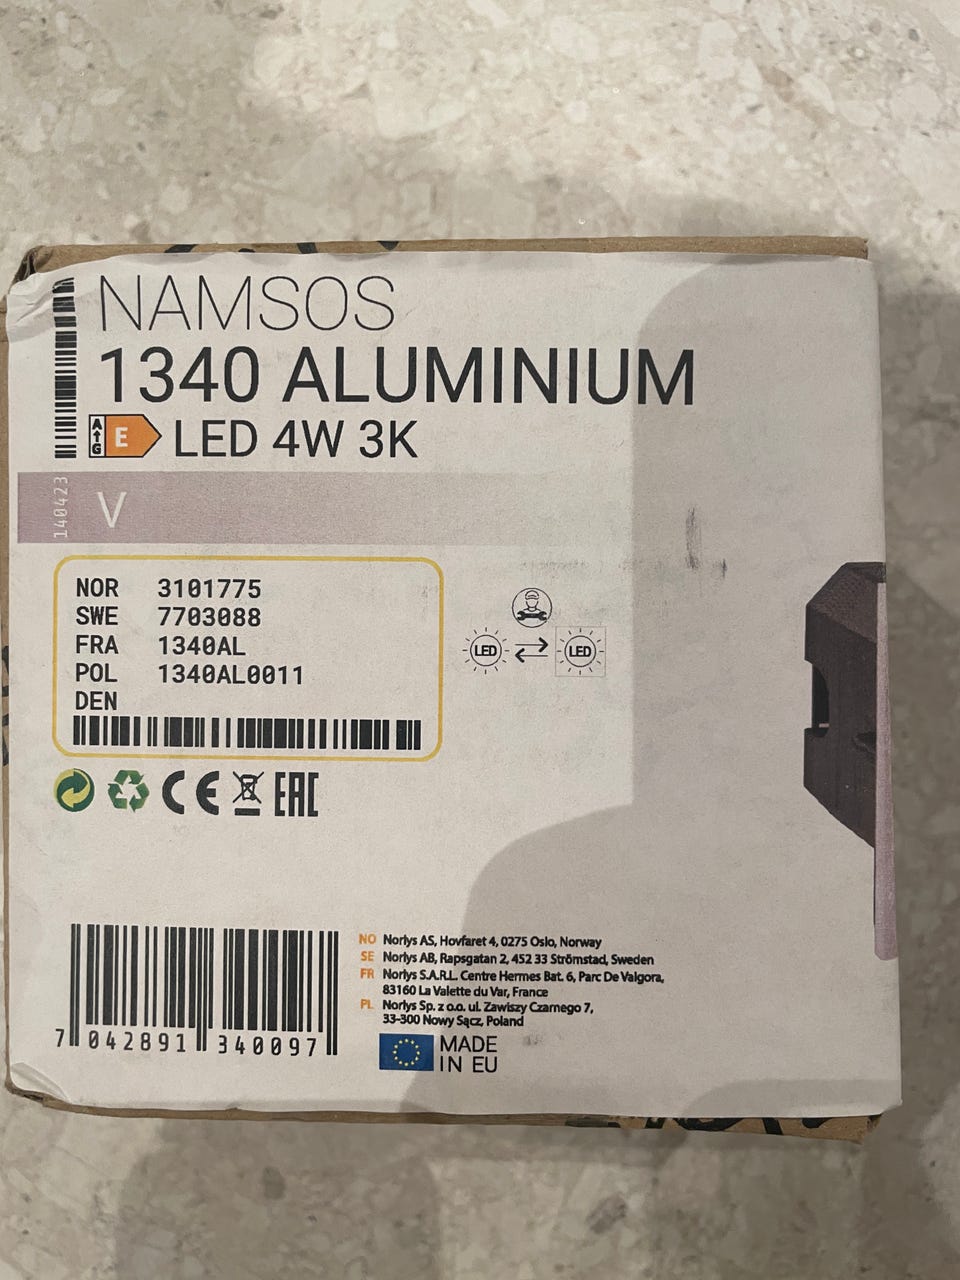 NAMSOS
1340 ALUMINIUM
A
G
E
LED 4W 3K
140423
V
NOR 3101775
SWE 7703088
FRA 1340AL
POL 1340AL0011
DEN
LED LED
CE EAC
7 042891 340097
NO Norlys AS, Hovfaret 4, 0275 Oslo, Norway
SE Norlys AB, Rapsgatan 2, 452 33 Strömstad, Sweden
FR Norlys S.A.R.L. Centre Hermes Bat. 6, Parc De Valgora,
83160 La Valette du Var, France
PL Norlys Sp. z o.o. ul. Zawiszy Czarnego 7,
33-300 Nowy Sącz, Poland
MADE
IN EU